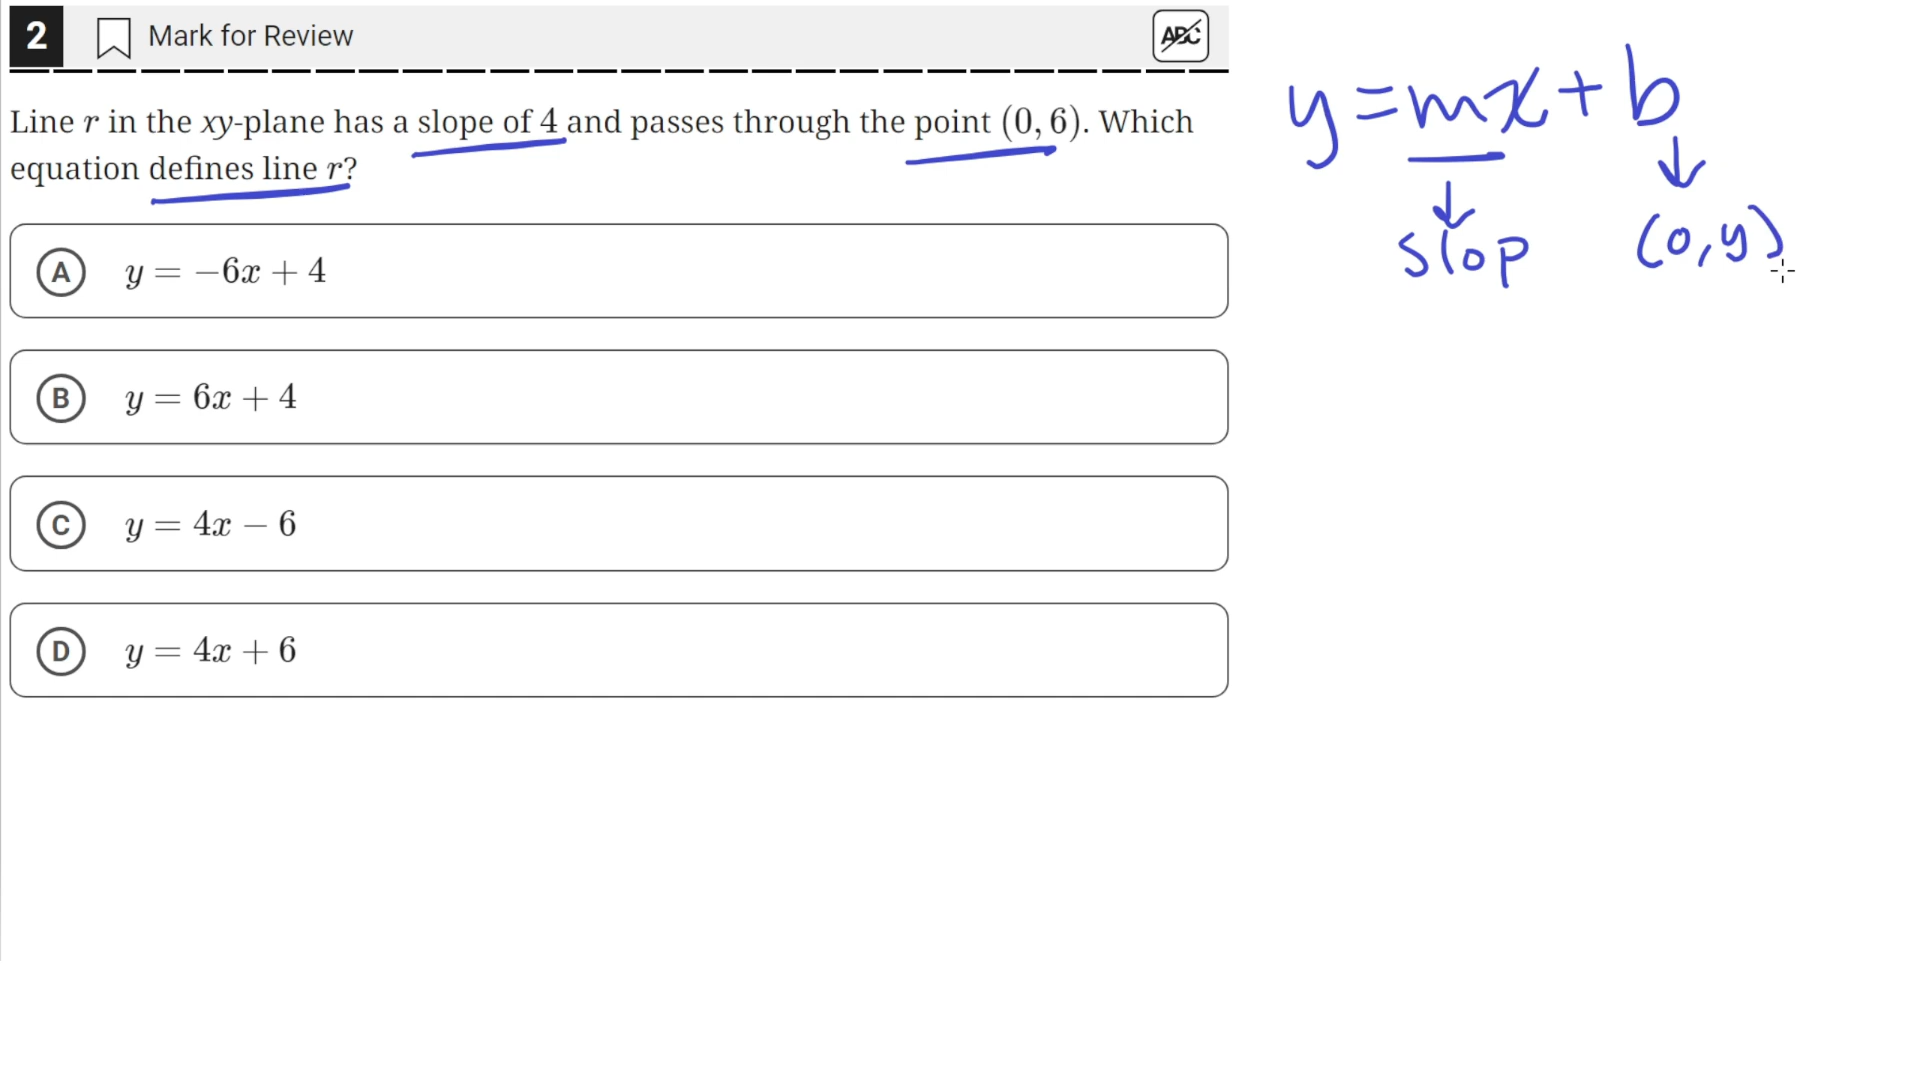 2 Mark for Review ABC
Line r in the xy-plane has a slope of 4 and passes through the point (0, 6). Which
equation defines line r?
A y = −6x + 4
B y = 6x + 4
C y = 4x − 6
D y = 4x + 6
y = mx + b
slop (0, y)